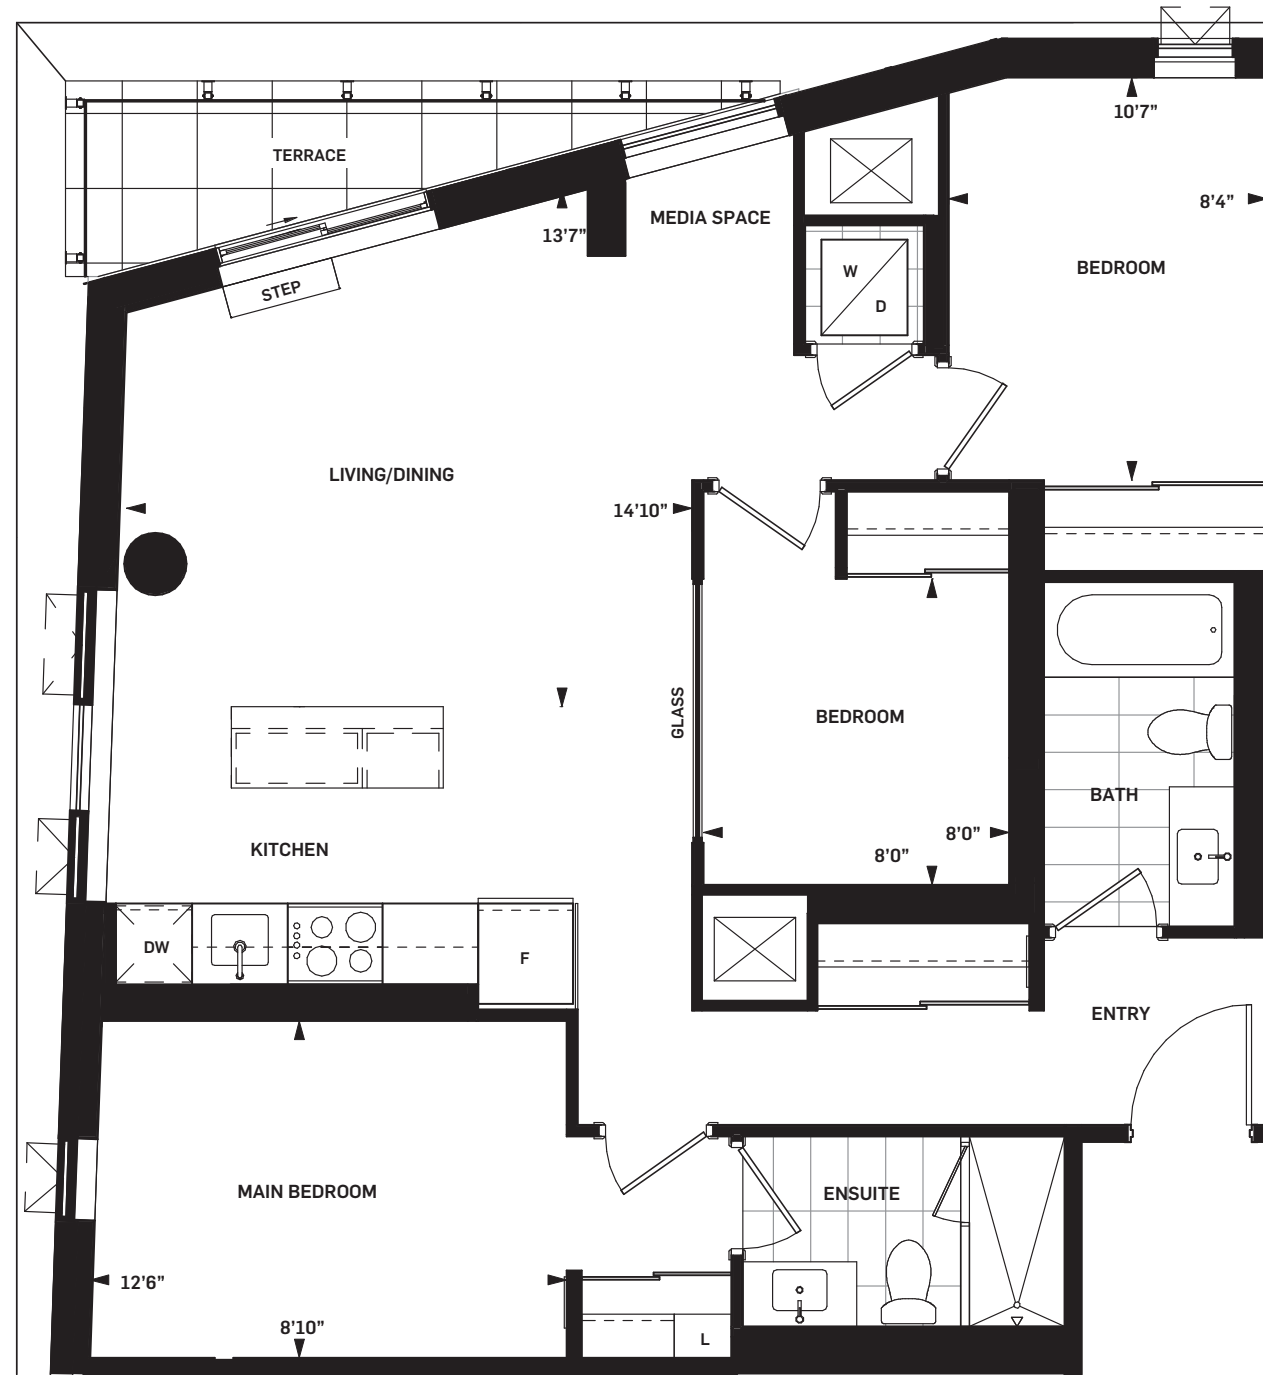 10'7"
TERRACE
8'4"
MEDIA SPACE
13'7"
BEDROOM
W
D
STEP
LIVING/DINING
14'10"
GLASS
BEDROOM
BATH
8'0"
8'0"
KITCHEN
DW
F
ENTRY
MAIN BEDROOM
ENSUITE
12'6"
8'10"
L